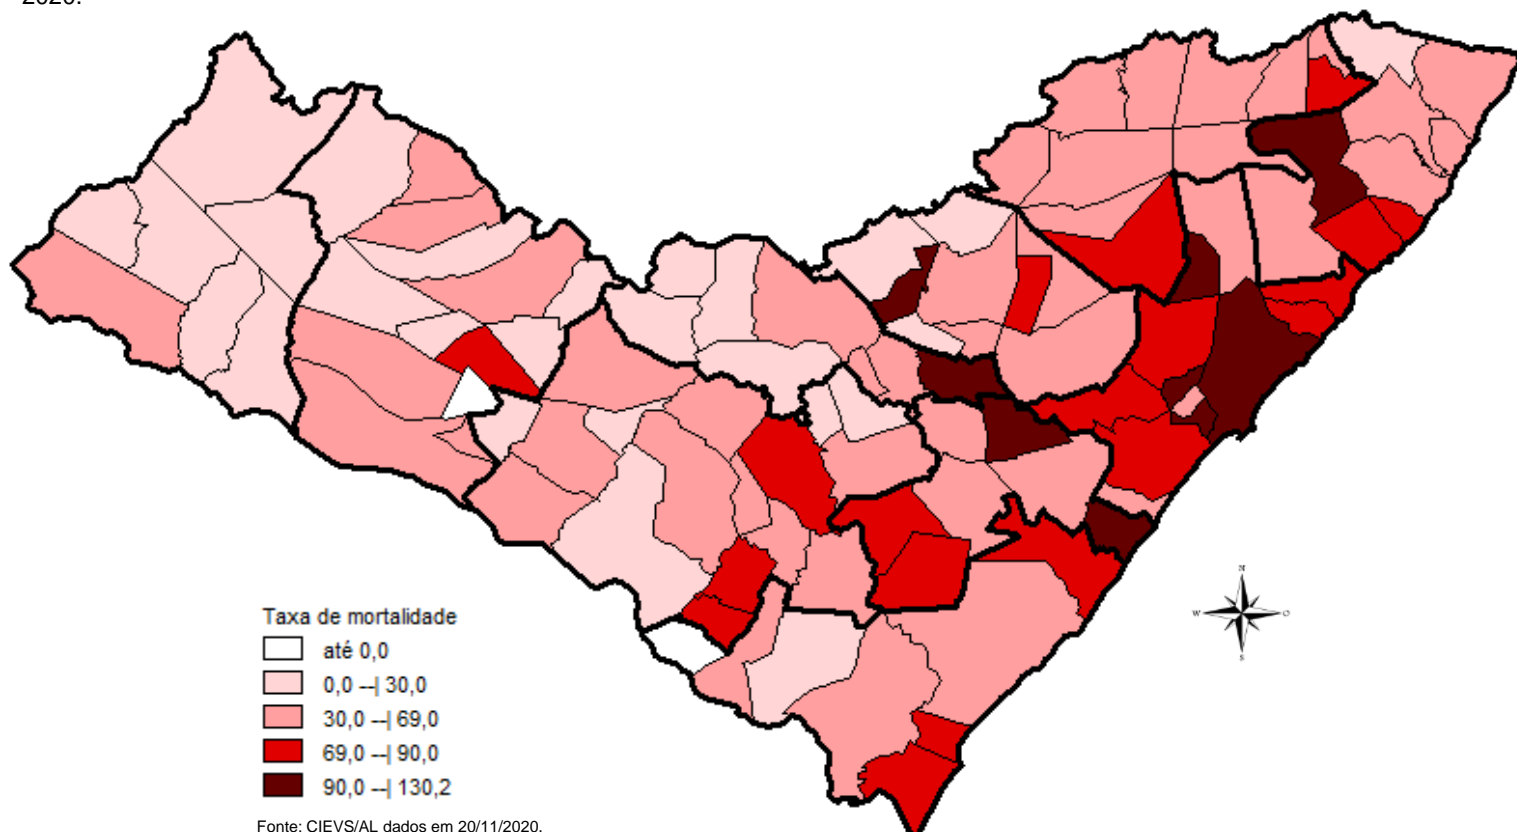 2020.
N
W
O
S
Taxa de mortalidade
até 0,0
0,0 --| 30,0
30,0 --| 69,0
69,0 --| 90,0
90,0 --| 130,2
Fonte: CIEVS/AL dados em 20/11/2020.